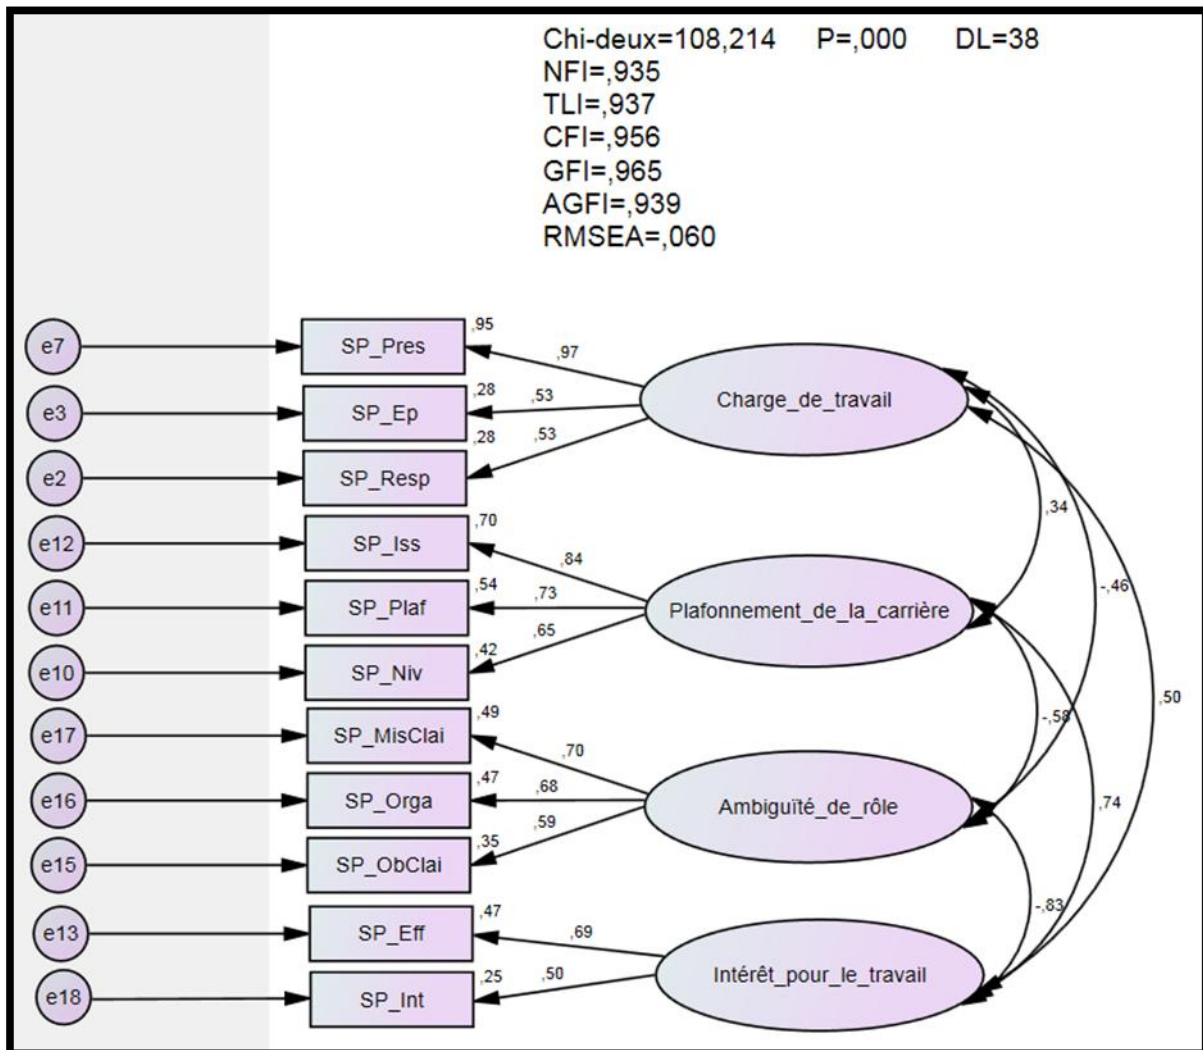 Chi-deux=108,214 P=,000 DL=38
NFI=,935
TLI=,937
CFI=,956
GFI=,965
AGFI=,939
RMSEA=,060
e7
SP_Pres
,95
,97
Charge_de_travail
e3
SP_Ep
,28
,53
e2
SP_Resp
,28
,53
e12
SP_Iss
,70
,84
,34
e11
SP_Plaf
,54
,73
Plafonnement_de_la_carrière
-,46
e10
SP_Niv
,42
,65
,50
e17
SP_MisClai
,49
,70
-,58
e16
SP_Orga
,47
,68
Ambiguïté_de_rôle
,74
e15
SP_ObClai
,35
,59
e13
SP_Eff
,47
,69
-,83
e18
SP_Int
,25
,50
Intérêt_pour_le_travail